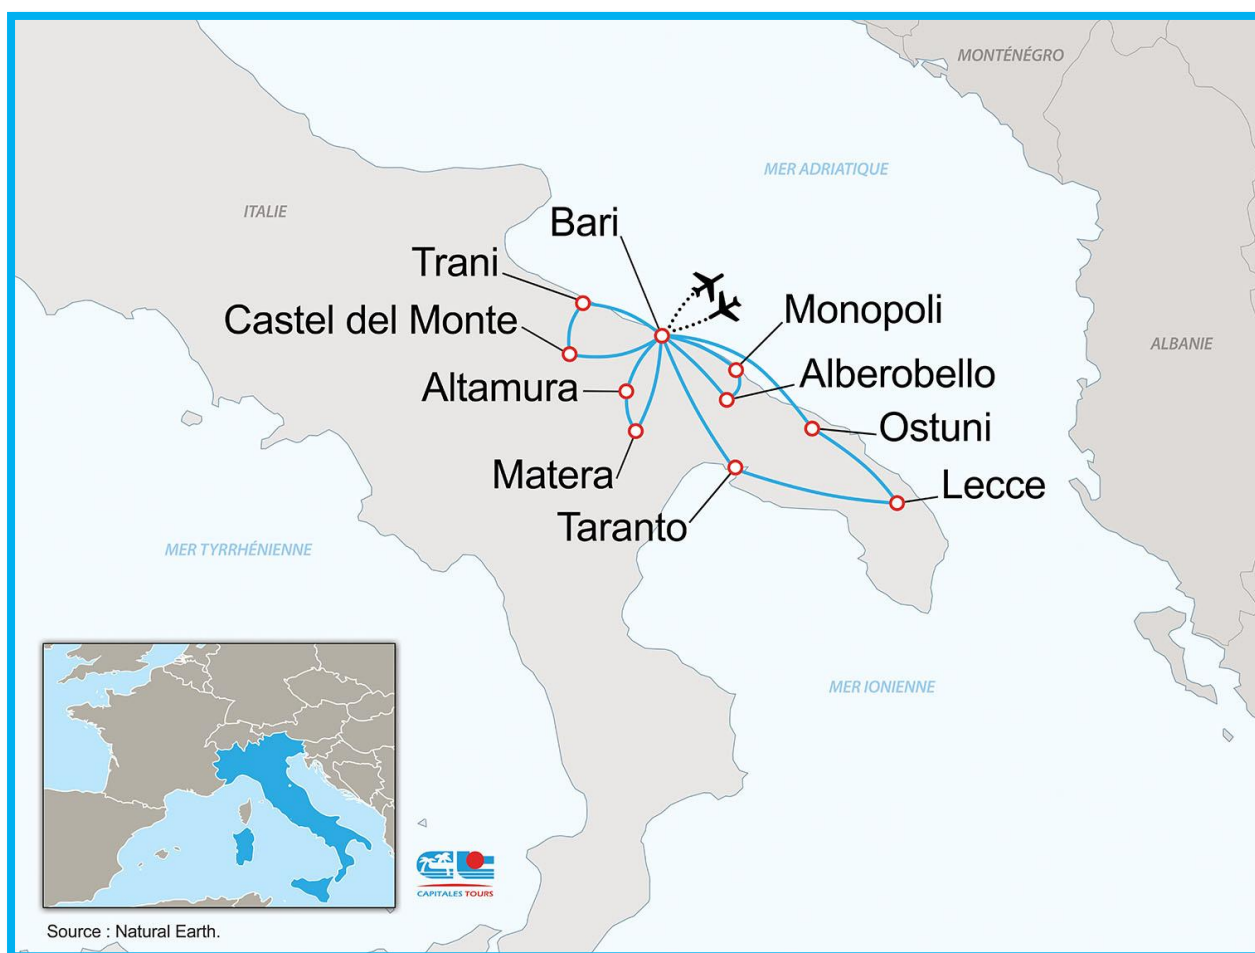 MONTÉNÉGRO
MER ADRIATIQUE
ITALIE
Bari
Trani
Castel del Monte
Monopoli
ALBANIE
Altamura
Alberobello
Ostuni
Matera
Lecce
Taranto
MER TYRRHÉNIENNE
MER IONIENNE
CAPITALES TOURS
Source : Natural Earth.